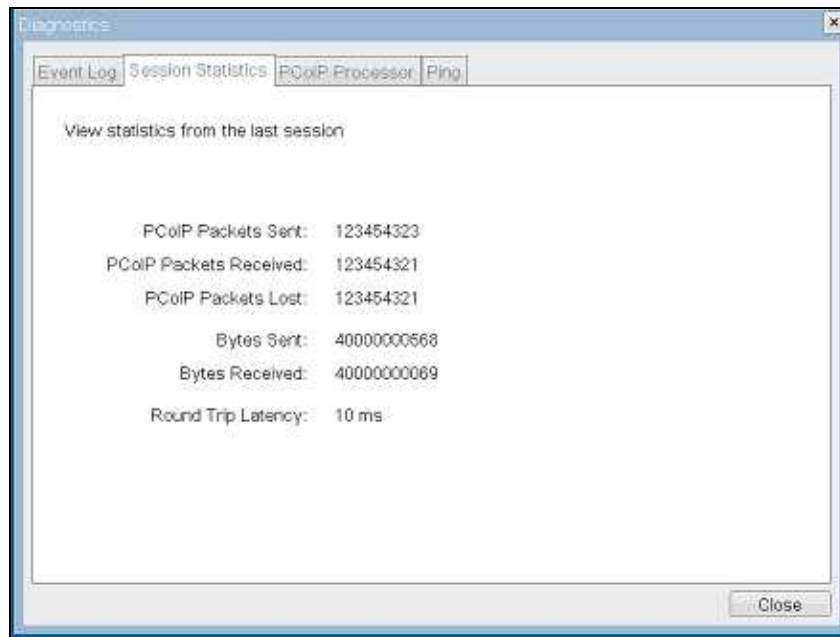 Diagnostics
Event Log Session Statistics PCoIP Processor Ping
View statistics from the last session
PCoIP Packets Sent: 123454323
PCoIP Packets Received: 123454321
PCoIP Packets Lost: 123454321
Bytes Sent: 40000000568
Bytes Received: 40000000069
Round Trip Latency: 10 ms
Close